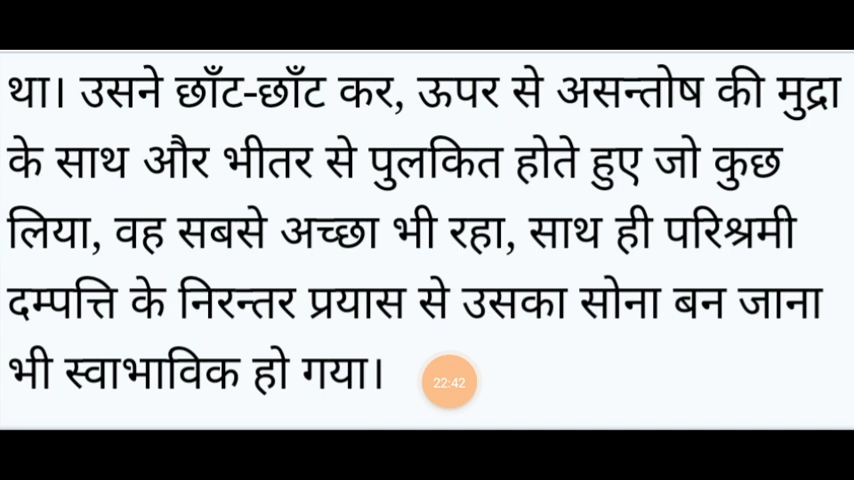 था। उसने छाँट-छाँट कर, ऊपर से असन्तोष की मुद्रा
के साथ और भीतर से पुलकित होते हुए जो कुछ
लिया, वह सबसे अच्छा भी रहा, साथ ही परिश्रमी
दम्पत्ति के निरन्तर प्रयास से उसका सोना बन जाना
भी स्वाभाविक हो गया।
22:42